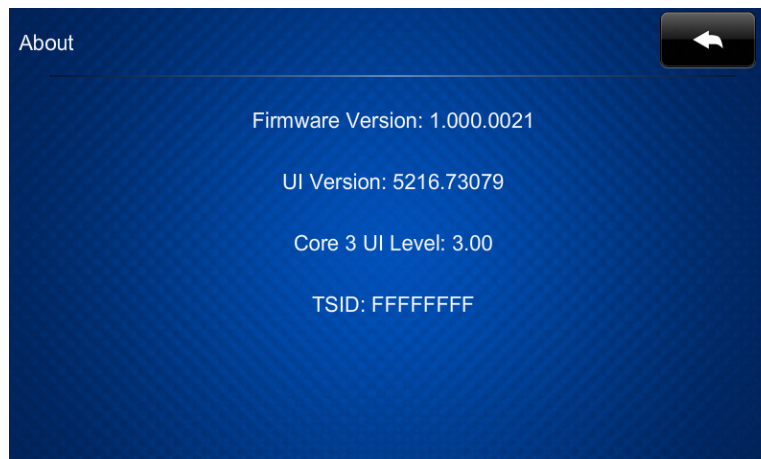 About
Firmware Version: 1.000.0021
UI Version: 5216.73079
Core 3 UI Level: 3.00
TSID: FFFFFFFF